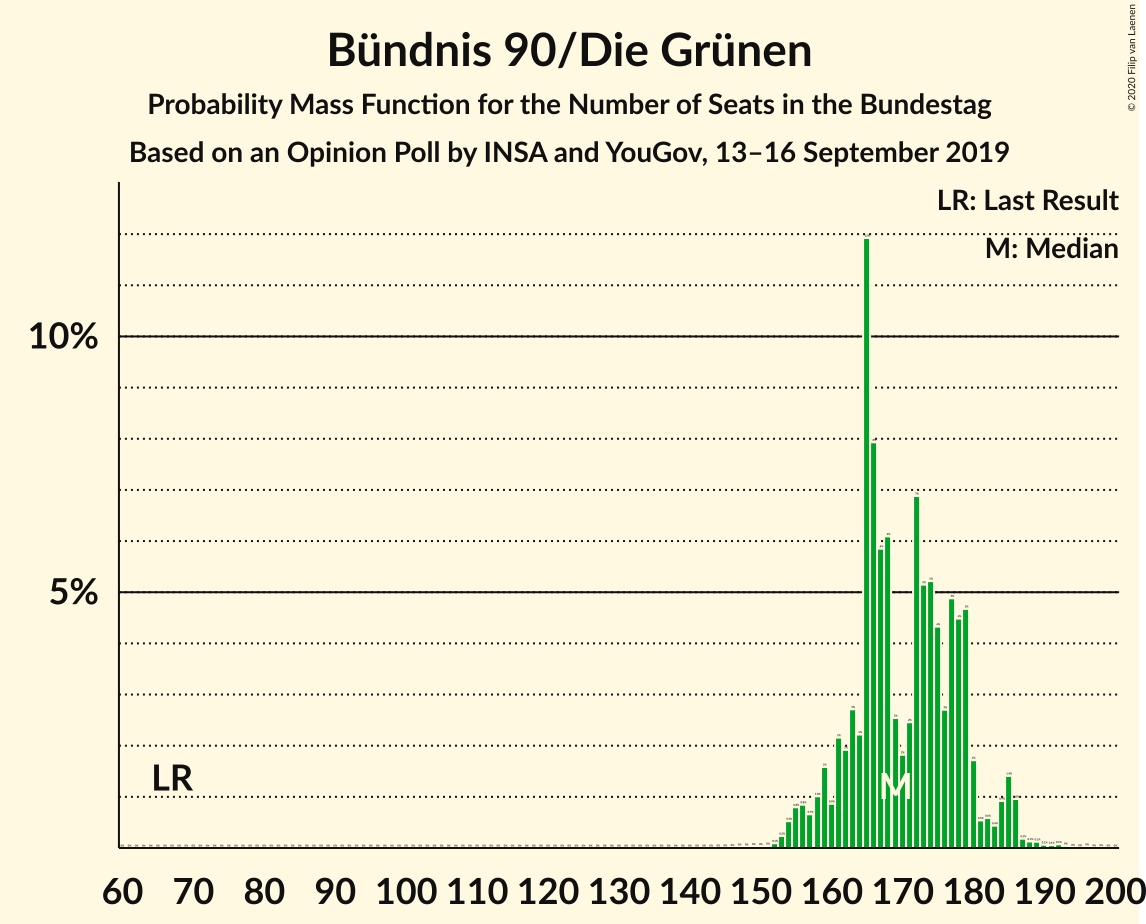 Bündnis 90/Die Grünen
Probability Mass Function for the Number of Seats in the Bundestag
Based on an Opinion Poll by INSA and YouGov, 13–16 September 2019
© 2020 Filip van Laenen
LR: Last Result
M: Median
10%
5%
LR
M
60 70 80 90 100 110 120 130 140 150 160 170 180 190 200